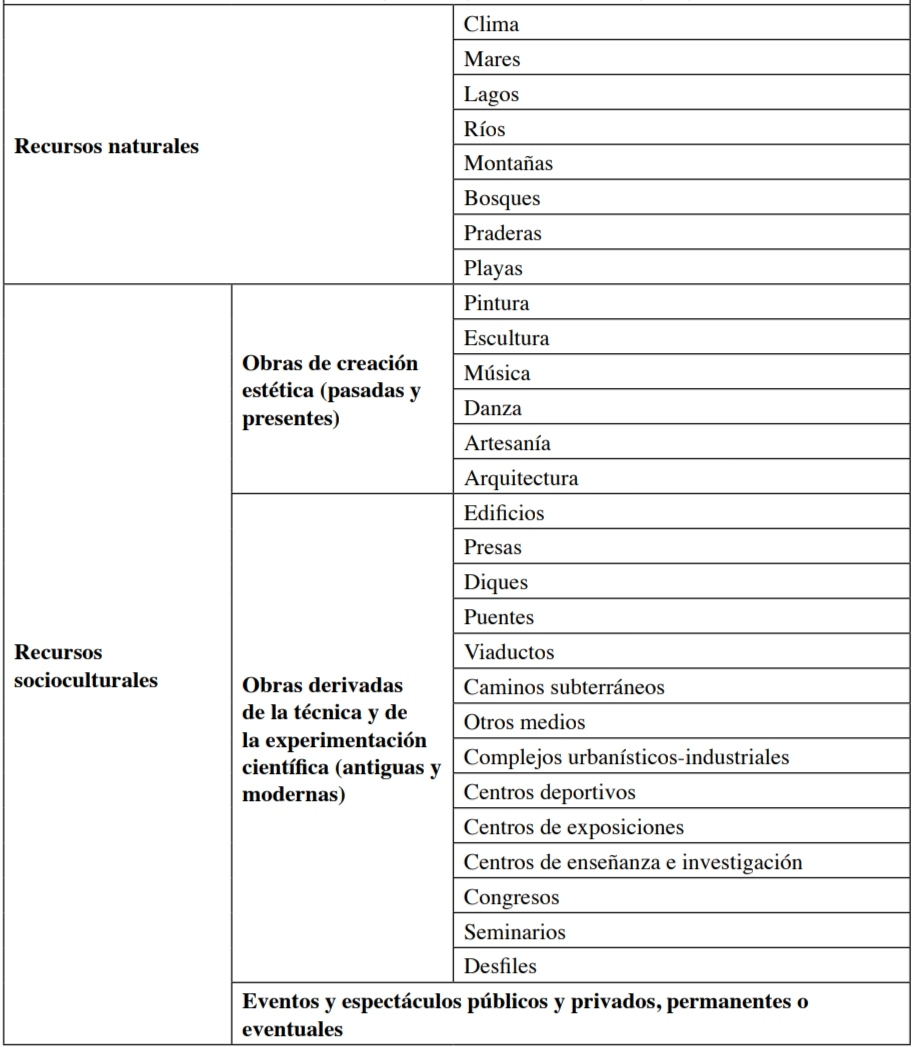 Recursos naturales
Clima
Mares
Lagos
Ríos
Montañas
Bosques
Praderas
Playas
Recursos
socioculturales
Obras de creación
estética (pasadas y
presentes)
Pintura
Escultura
Música
Danza
Artesanía
Arquitectura
Obras derivadas
de la técnica y de
la experimentación
científica (antiguas y
modernas)
Edificios
Presas
Diques
Puentes
Viaductos
Caminos subterráneos
Otros medios
Complejos urbanísticos-industriales
Centros deportivos
Centros de exposiciones
Centros de enseñanza e investigación
Congresos
Seminarios
Desfiles
Eventos y espectáculos públicos y privados, permanentes o
eventuales